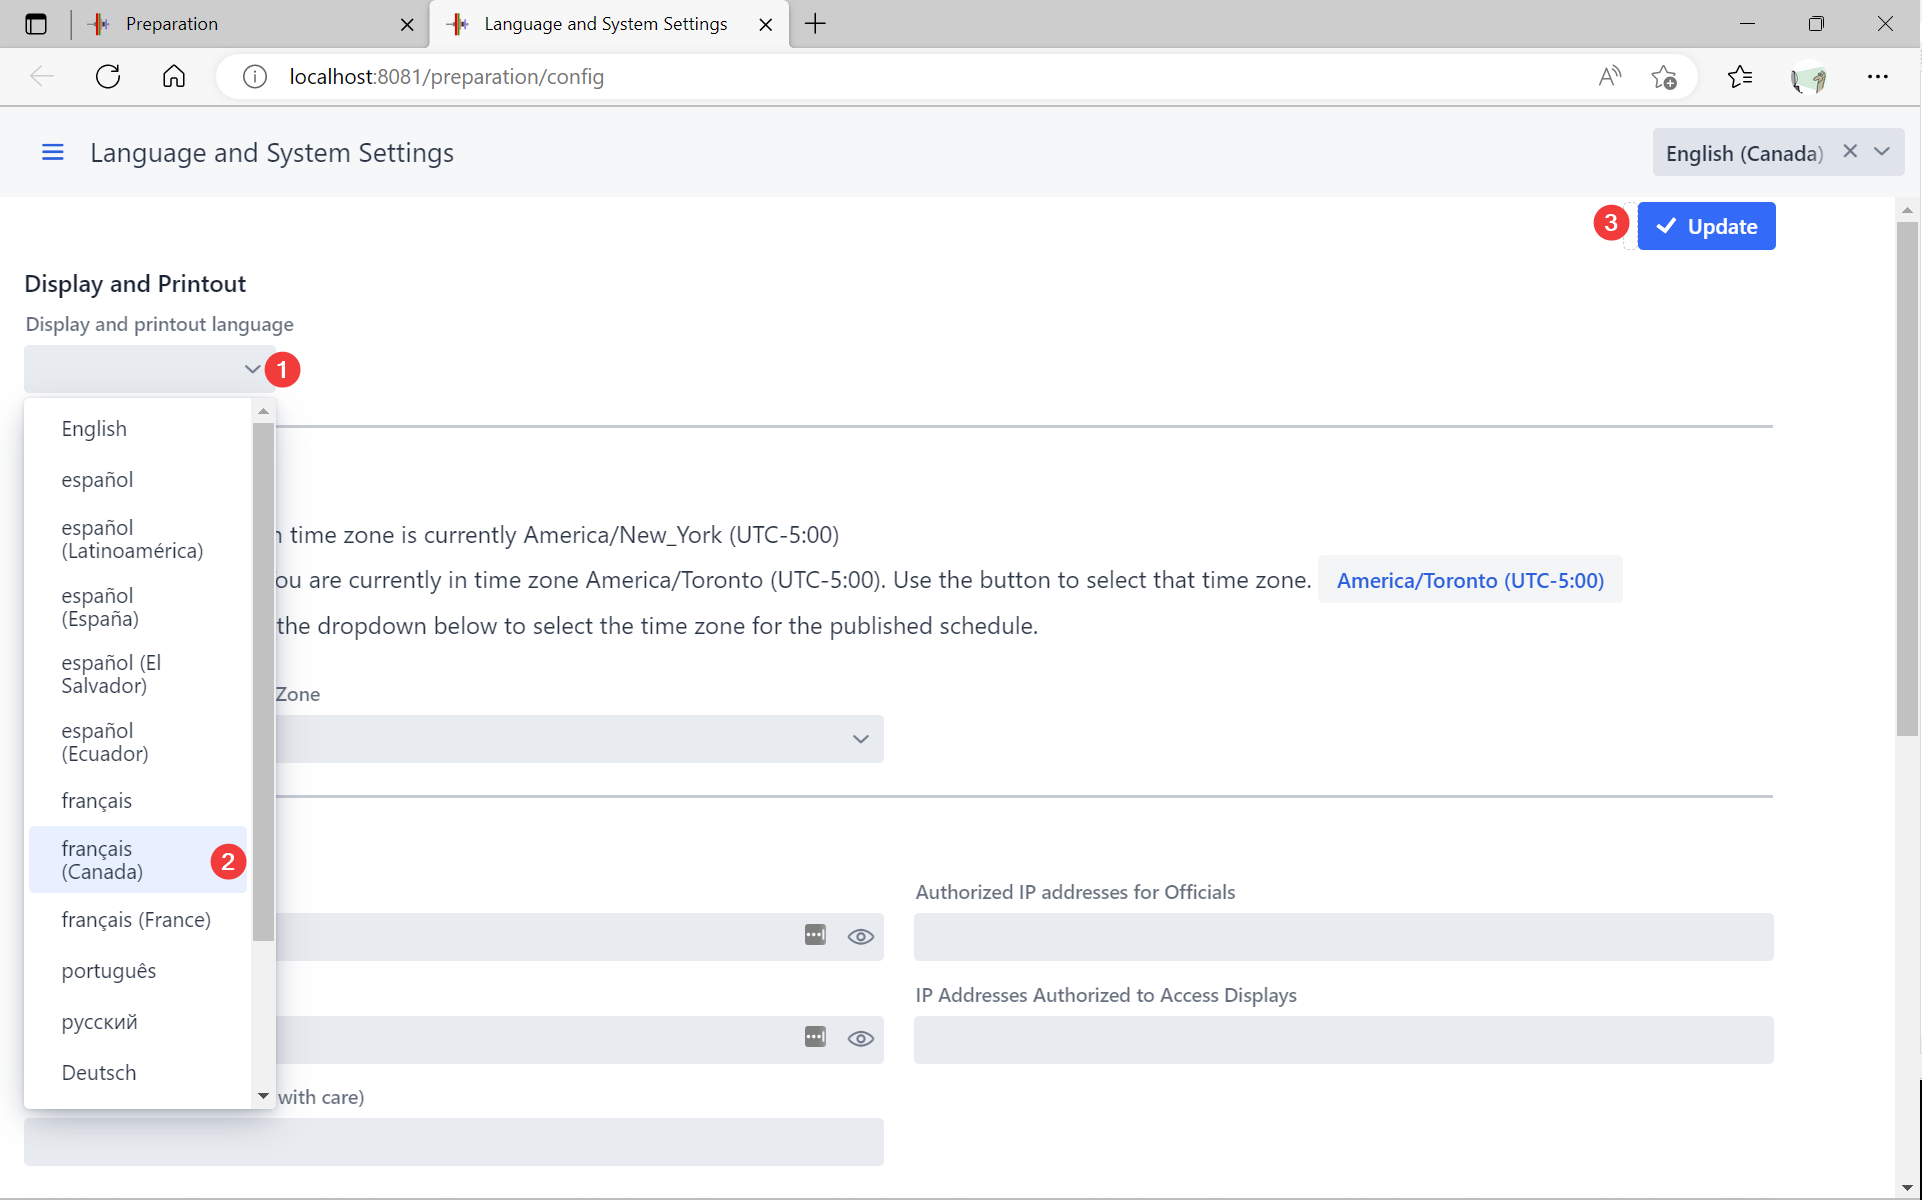 Preparation
Language and System Settings
localhost:8081/preparation/config
Language and System Settings
English (Canada)
3
Update
Display and Printout
Display and printout language
1
English
español
español
(Latinoamérica)
español
(España)
español (El
Salvador)
español
(Ecuador)
français
français
(Canada)
2
français (France)
português
русский
Deutsch
time zone is currently America/New_York (UTC-5:00)
ou are currently in time zone America/Toronto (UTC-5:00). Use the button to select that time zone.
America/Toronto (UTC-5:00)
the dropdown below to select the time zone for the published schedule.
Zone
Authorized IP addresses for Officials
IP Addresses Authorized to Access Displays
with care)